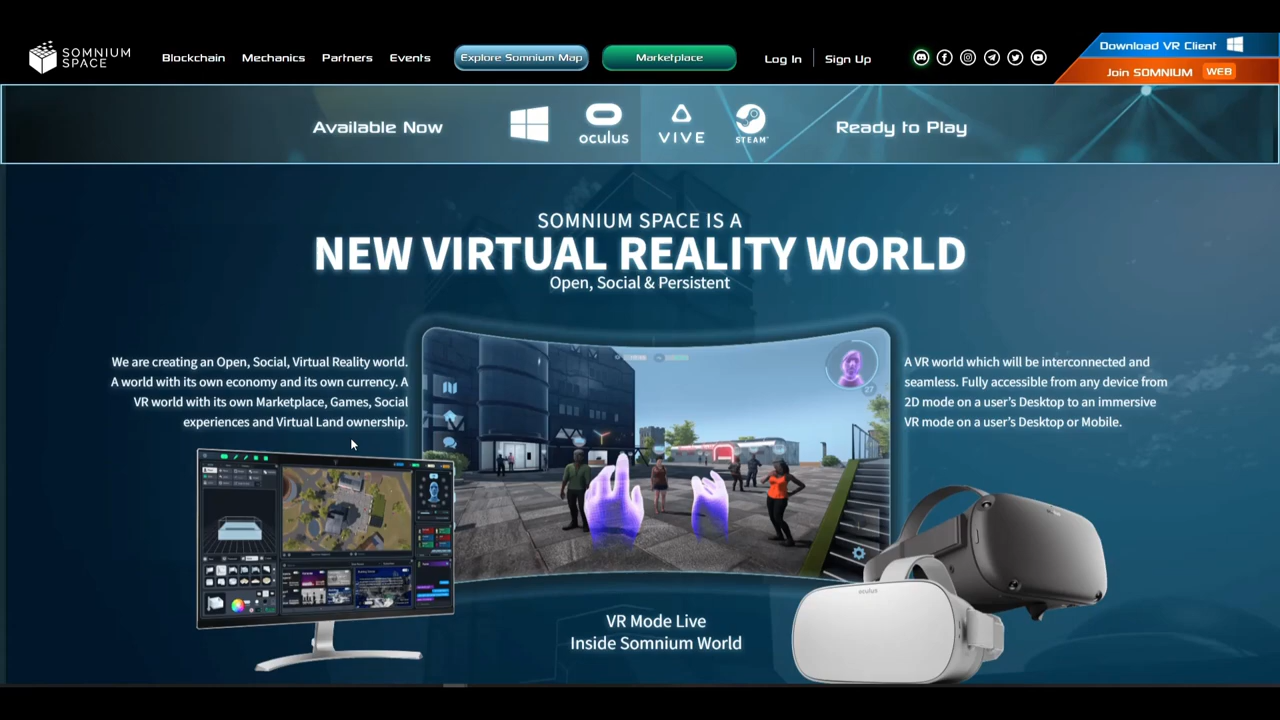 SOMNIUM
SPACE
Blockchain
Mechanics
Partners
Events
Explore Somnium Map
Marketplace
Log In
Sign Up
Download VR Client
Join SOMNIUM WEB
Available Now
oculus
VIVE
STEAM
Ready to Play
SOMNIUM SPACE IS A
NEW VIRTUAL REALITY WORLD
Open, Social & Persistent
We are creating an Open, Social, Virtual Reality world.
A world with its own economy and its own currency. A
VR world with its own Marketplace, Games, Social
experiences and Virtual Land ownership.
27
A VR world which will be interconnected and
seamless. Fully accessible from any device from
2D mode on a user's Desktop to an immersive
VR mode on a user's Desktop or Mobile.
oculus
VR Mode Live
Inside Somnium World